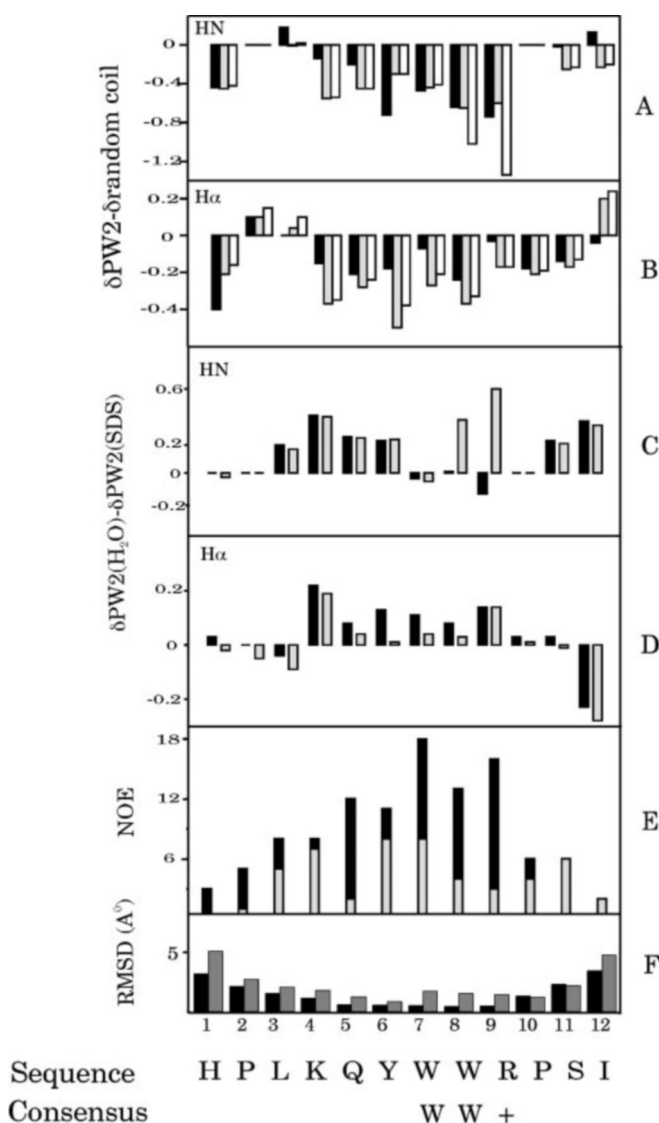 HN
0
-0.4
-0.8
-1.2
A
δPW2-δrandom coil
Hα
0.2
0
-0.2
-0.4
B
HN
0.6
0.2
0
-0.2
C
δPW2(H₂O)-δPW2(SDS)
Hα
0.2
0
-0.2
D
18
12
6
NOE
E
5
RMSD (A⁰)
F
1 2 3 4 5 6 7 8 9 10 11 12
Sequence H P L K Q Y W W R P S I
Consensus W W +